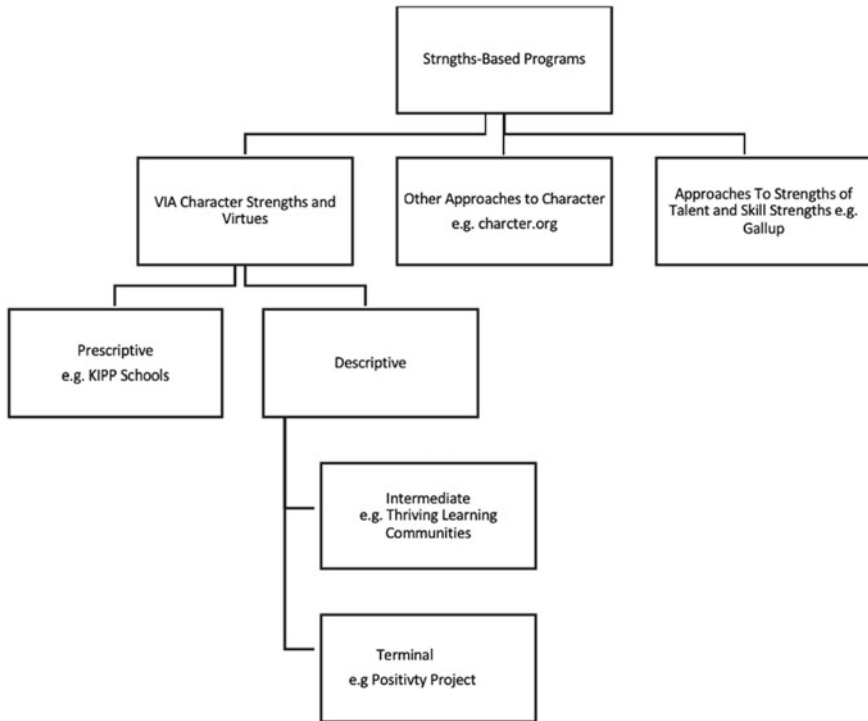 Strngths-Based Programs
VIA Character Strengths and
Virtues
Other Approaches to Character
e.g. charcter.org
Approaches To Strengths of
Talent and Skill Strengths e.g.
Gallup
Prescriptive
e.g. KIPP Schools
Descriptive
Intermediate
e.g. Thriving Learning
Communities
Terminal
e.g Positivty Project